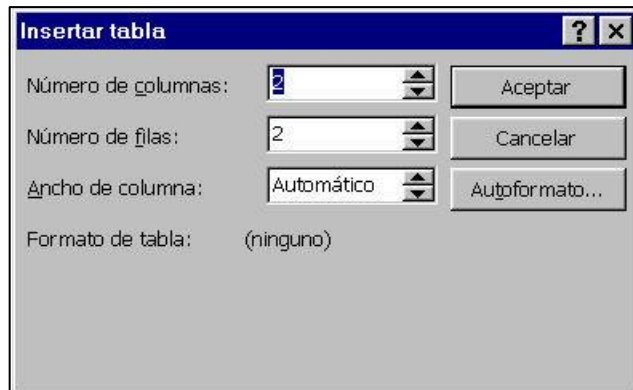 Insertar tabla
Número de columnas: 2 Aceptar
Número de filas: 2 Cancelar
Ancho de columna: Automático Autoformato...
Formato de tabla: (ninguno)